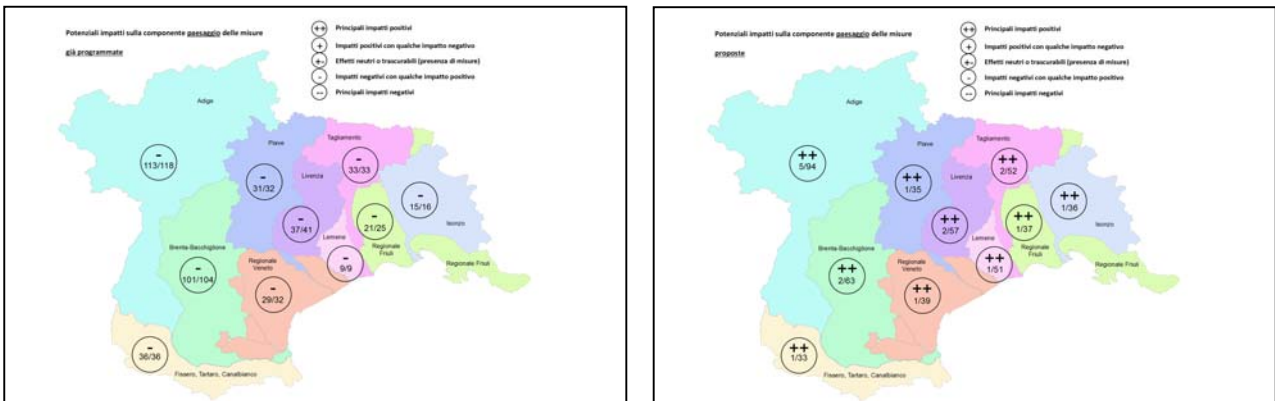 Potenziali impatti sulla componente paesaggio delle misure
già programmate
++ Principali impatti positivi
+ Impatti positivi con qualche impatto negativo
+- Effetti neutri o trascurabili (presenza di misure)
- Impatti negativi con qualche impatto positivo
-- Principali impatti negativi
Adige
-
113/118
Piave
-
31/32
Tagliamento
-
33/33
Livenza
-
37/41
-
15/16
Isonzo
-
21/25
Lemene
Regionale
Friuli
-
9/9
Regionale Friuli
Brenta-Bacchiglione
-
101/104
Regionale
Veneto
-
29/32
-
36/36
Fissero, Tartaro, Canalbianco
Potenziali impatti sulla componente paesaggio delle misure
proposte
++ Principali impatti positivi
+ Impatti positivi con qualche impatto negativo
+- Effetti neutri o trascurabili (presenza di misure)
- Impatti negativi con qualche impatto positivo
-- Principali impatti negativi
Adige
++
5/94
Piave
++
1/35
Tagliamento
++
2/52
Livenza
++
2/57
++
1/36
Isonzo
++
1/37
Lemene
Regionale
Friuli
++
1/51
Regionale Friuli
Brenta-Bacchiglione
++
2/63
Regionale
Veneto
++
1/39
++
1/33
Fissero, Tartaro, Canalbianco